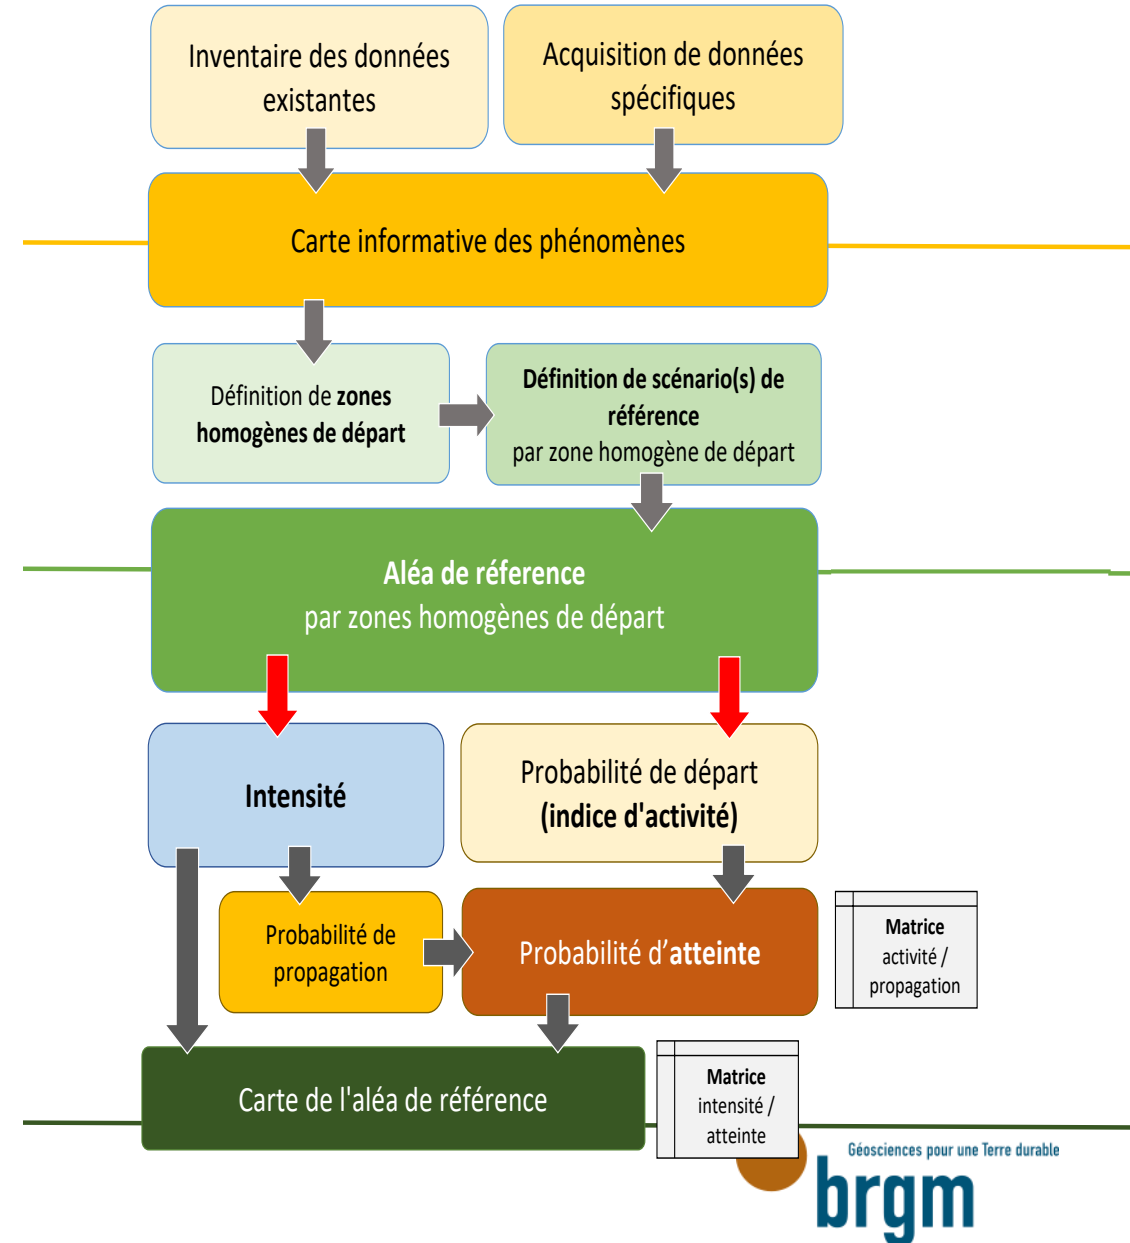 Inventaire des données
existantes
Acquisition de données
spécifiques
Carte informative des phénomènes
Définition de zones
homogènes de départ
Définition de scénario(s) de
référence
par zone homogène de départ
Aléa de réference
par zones homogènes de départ
Intensité
Probabilité de départ
(indice d'activité)
Probabilité de
propagation
Probabilité d’atteinte
Matrice
activité /
propagation
Carte de l'aléa de référence
Matrice
intensité /
atteinte
Géosciences pour une Terre durable
brgm